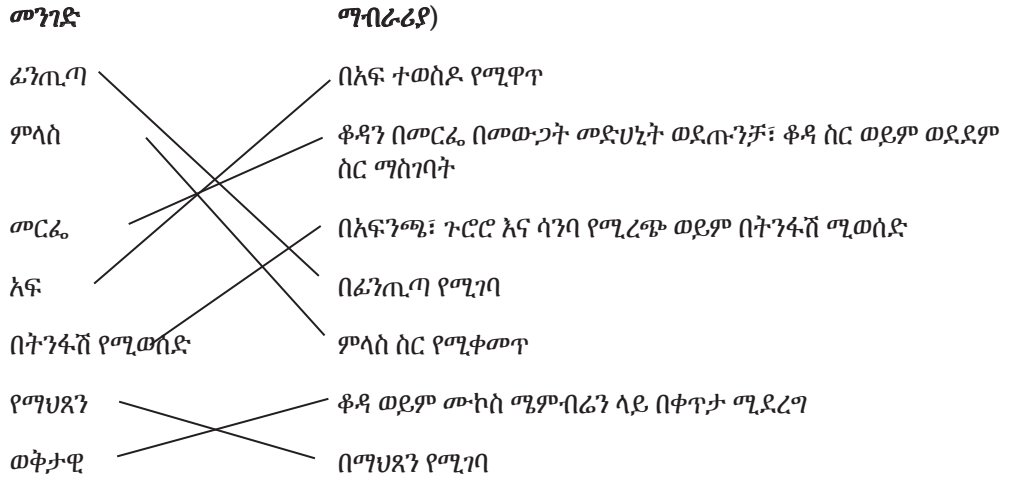 መንገድ ማብራሪያ)
ፊንጢጣ በአፍ ተወስዶ የሚዋጥ
ምላስ ቆዳን በመርፌ በመውጋት መድሀኒት ወደጡንቻ፣ ቆዳ ስር ወይም ወደደም
ስር ማስገባት
መርፌ በአፍንጫ፣ ጉሮሮ እና ሳንባ የሚረጭ ወይም በትንፋሽ ሚወሰድ
አፍ በፊንጢጣ የሚገባ
በትንፋሽ የሚወሰድ ምላስ ስር የሚቀመጥ
የማህጸን ቆዳ ወይም ሙኮስ ሜምብሬን ላይ በቀጥታ ሚደረግ
ወቅታዊ በማህጸን የሚገባ